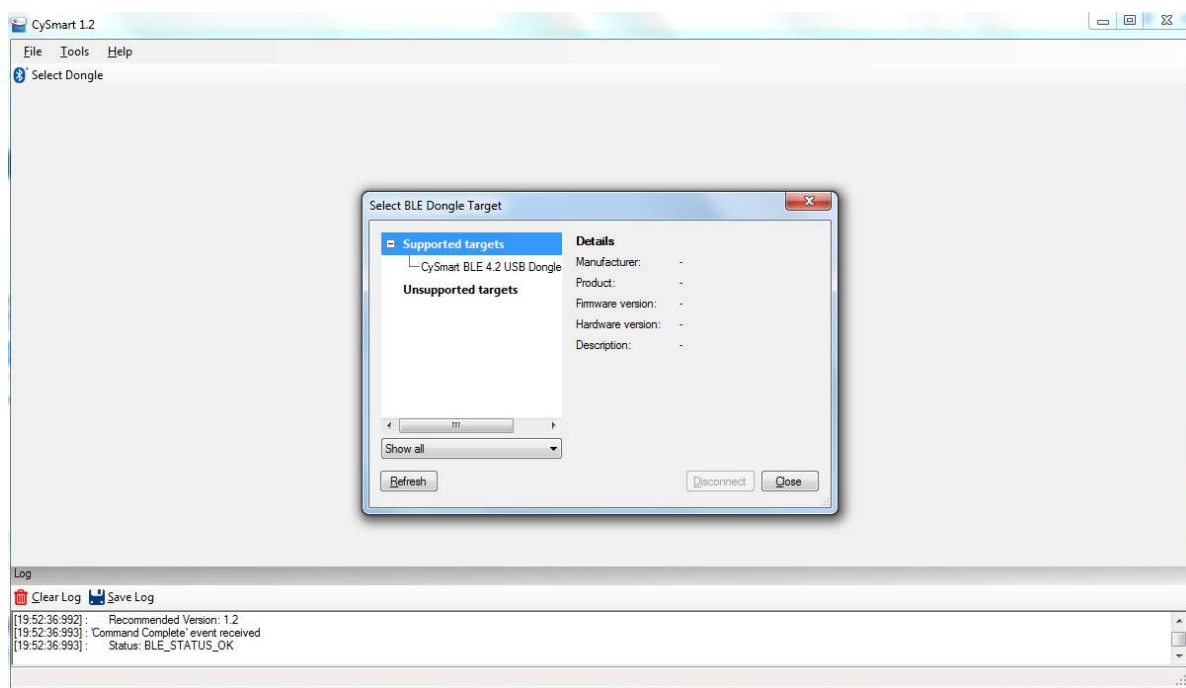 CySmart 1.2
File Tools Help
Select Dongle
Select BLE Dongle Target
Supported targets
CySmart BLE 4.2 USB Dongle
Unsupported targets
Details
Manufacturer: -
Product: -
Firmware version: -
Hardware version: -
Description: -
Show all
Refresh
Disconnect Close
Log
Clear Log Save Log
[19:52:36:992] : Recommended Version: 1.2
[19:52:36:993] : 'Command Complete' event received
[19:52:36:993] : Status: BLE_STATUS_OK